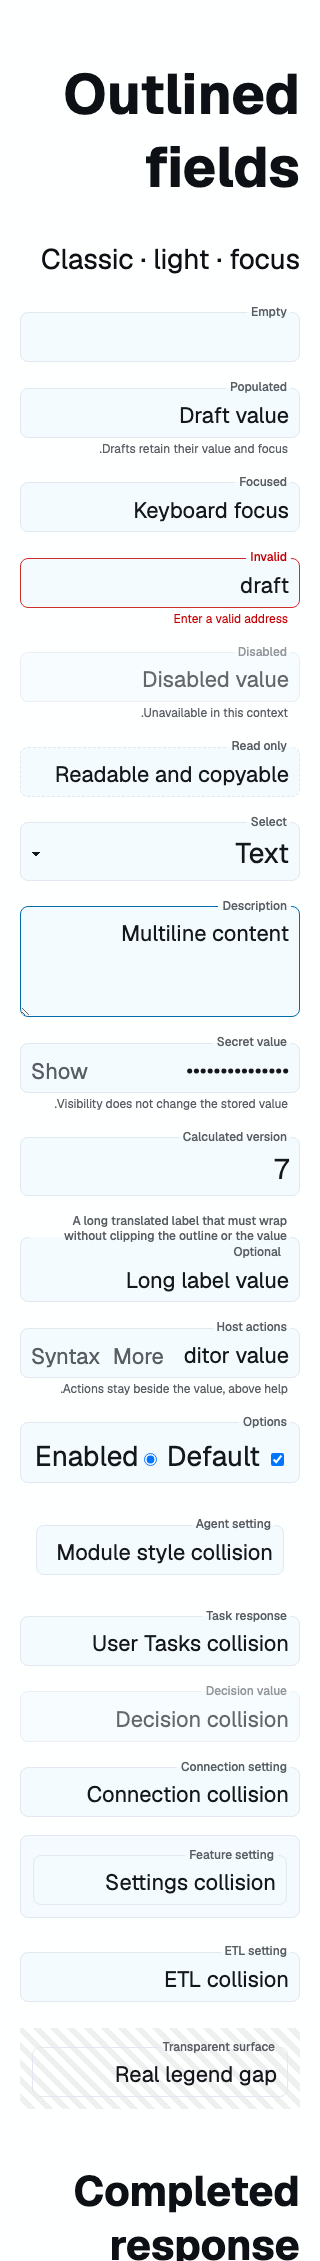 Outlined
fields
Classic · light · focus
Empty
Populated
Draft value
.Drafts retain their value and focus
Focused
Keyboard focus
Invalid
draft
Enter a valid address
Disabled
Disabled value
.Unavailable in this context
Read only
Readable and copyable
Select
Text
Description
Multiline content
Secret value
Show •••••••••••••••
.Visibility does not change the stored value
Calculated version
7
A long translated label that must wrap
without clipping the outline or the value
Optional
Long label value
Host actions
Syntax More ditor value
.Actions stay beside the value, above help
Options
Enabled Default
Agent setting
Module style collision
Task response
User Tasks collision
Decision value
Decision collision
Connection setting
Connection collision
Feature setting
Settings collision
ETL setting
ETL collision
Transparent surface
Real legend gap
Completed
response